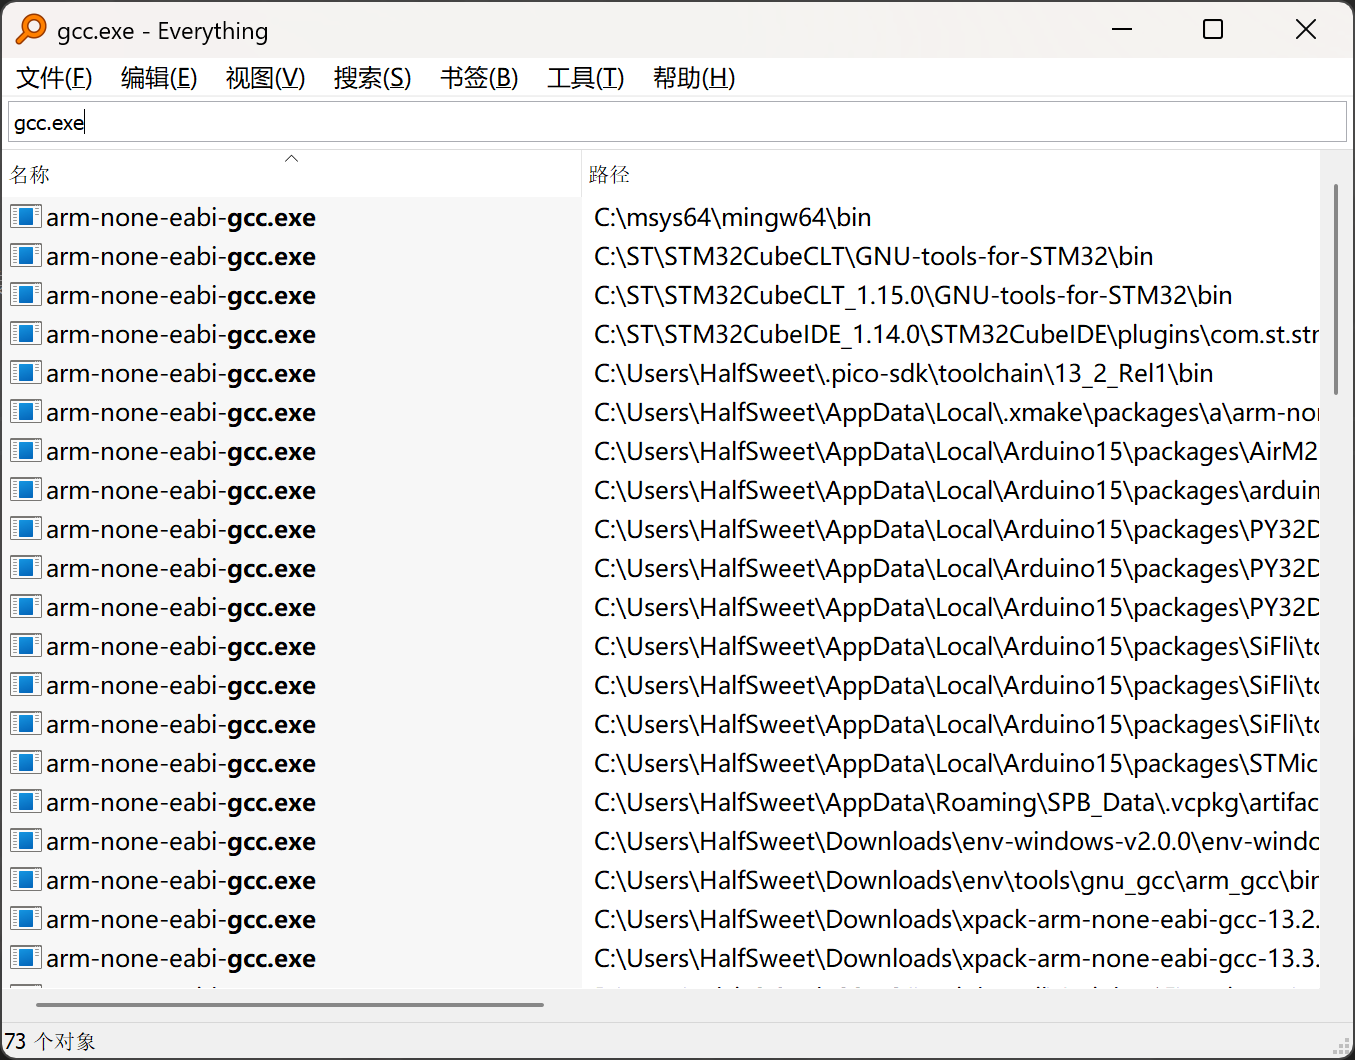 gcc.exe - Everything
文件(F) 编辑(E) 视图(V) 搜索(S) 书签(B) 工具(T) 帮助(H)
gcc.exe
名称 路径
arm-none-eabi-gcc.exe C:\msys64\mingw64\bin
arm-none-eabi-gcc.exe C:\ST\STM32CubeCLT\GNU-tools-for-STM32\bin
arm-none-eabi-gcc.exe C:\ST\STM32CubeCLT_1.15.0\GNU-tools-for-STM32\bin
arm-none-eabi-gcc.exe C:\ST\STM32CubeIDE_1.14.0\STM32CubeIDE\plugins\com.st.stm
arm-none-eabi-gcc.exe C:\Users\HalfSweet\.pico-sdk\toolchain\13_2_Rel1\bin
arm-none-eabi-gcc.exe C:\Users\HalfSweet\AppData\Local\.xmake\packages\a\arm-non
arm-none-eabi-gcc.exe C:\Users\HalfSweet\AppData\Local\Arduino15\packages\AirM2
arm-none-eabi-gcc.exe C:\Users\HalfSweet\AppData\Local\Arduino15\packages\arduin
arm-none-eabi-gcc.exe C:\Users\HalfSweet\AppData\Local\Arduino15\packages\PY32D
arm-none-eabi-gcc.exe C:\Users\HalfSweet\AppData\Local\Arduino15\packages\PY32D
arm-none-eabi-gcc.exe C:\Users\HalfSweet\AppData\Local\Arduino15\packages\PY32D
arm-none-eabi-gcc.exe C:\Users\HalfSweet\AppData\Local\Arduino15\packages\SiFli\to
arm-none-eabi-gcc.exe C:\Users\HalfSweet\AppData\Local\Arduino15\packages\SiFli\to
arm-none-eabi-gcc.exe C:\Users\HalfSweet\AppData\Local\Arduino15\packages\SiFli\to
arm-none-eabi-gcc.exe C:\Users\HalfSweet\AppData\Local\Arduino15\packages\STMic
arm-none-eabi-gcc.exe C:\Users\HalfSweet\AppData\Roaming\SPB_Data\.vcpkg\artifac
arm-none-eabi-gcc.exe C:\Users\HalfSweet\Downloads\env-windows-v2.0.0\env-windo
arm-none-eabi-gcc.exe C:\Users\HalfSweet\Downloads\env\tools\gnu_gcc\arm_gcc\bin
arm-none-eabi-gcc.exe C:\Users\HalfSweet\Downloads\xpack-arm-none-eabi-gcc-13.2.
arm-none-eabi-gcc.exe C:\Users\HalfSweet\Downloads\xpack-arm-none-eabi-gcc-13.3.
73 个对象